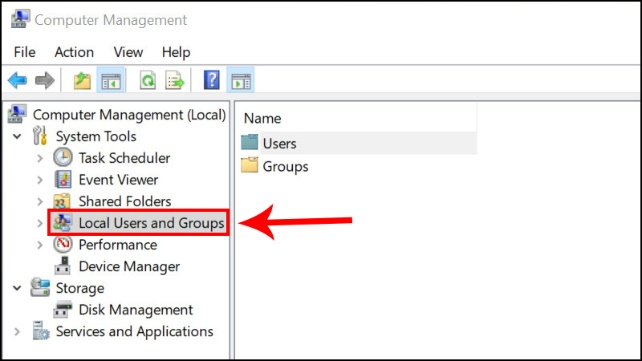 Computer Management
File Action View Help
Computer Management (Local)
System Tools
Task Scheduler
Event Viewer
Shared Folders
Local Users and Groups
Performance
Device Manager
Storage
Disk Management
Services and Applications
Name
Users
Groups